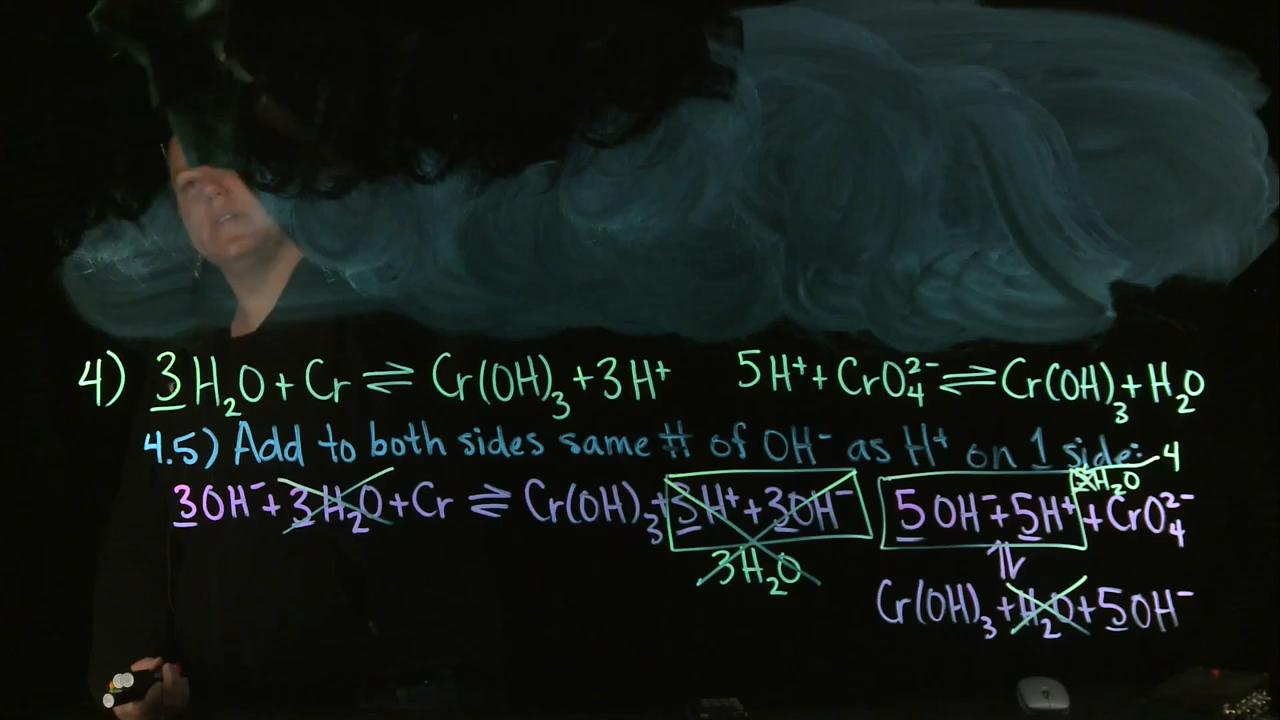 4) 3H₂O + Cr ⇌ Cr(OH)₃ + 3H⁺ 5H⁺ + CrO₄²⁻ ⇌ Cr(OH)₃ + H₂O
4.5) Add to both sides same # of OH⁻ as H⁺ on 1 side:
4
H₂O
3OH⁻ + 3H₂O + Cr ⇌ Cr(OH)₃ + 3H⁺ + 3OH⁻ 5OH⁻ + 5H⁺ + CrO₄²⁻
3H₂O ⇌
Cr(OH)₃ + H₂O + 5OH⁻